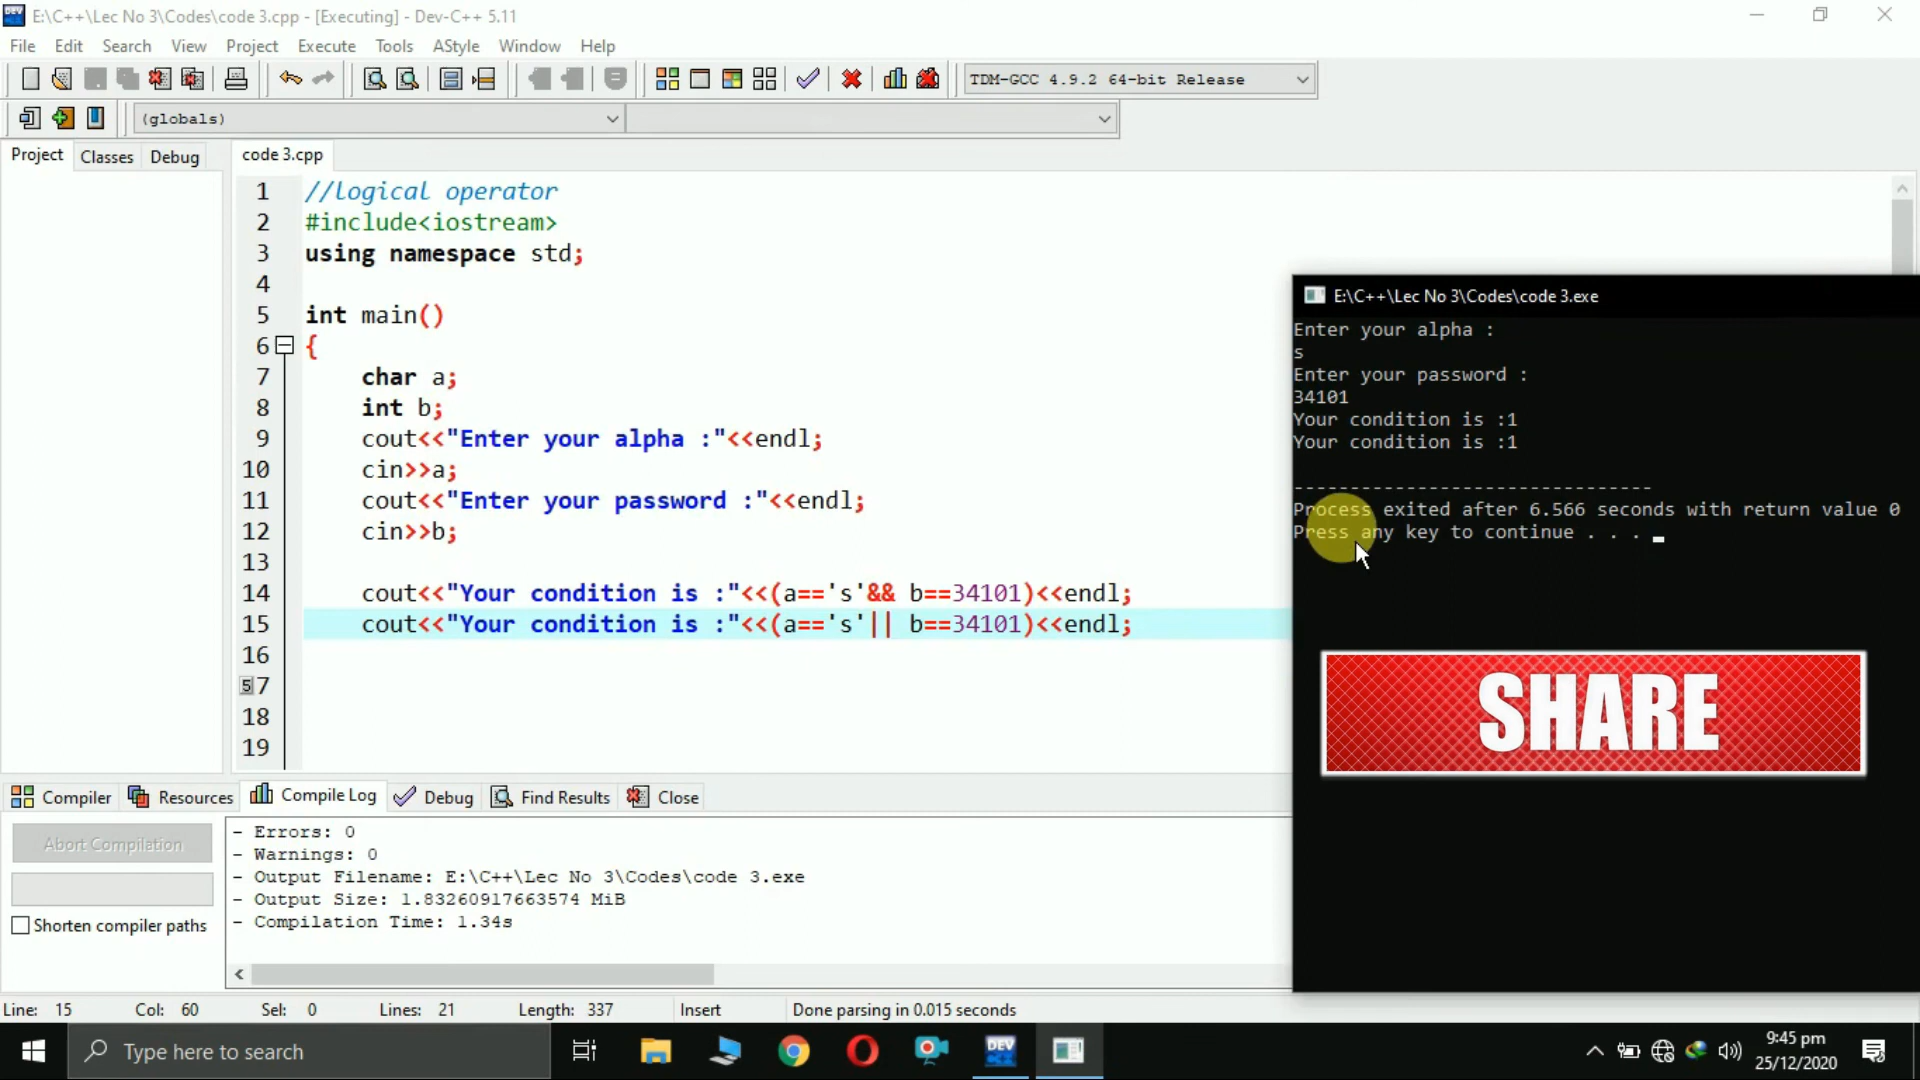 E:\C++\Lec No 3\Codes\code 3.cpp - [Executing] - Dev-C++ 5.11
File Edit Search View Project Execute Tools AStyle Window Help
TDM-GCC 4.9.2 64-bit Release
(globals)
Project Classes Debug
code 3.cpp
1 //logical operator
2 #include<iostream>
3 using namespace std;
4
5 int main()
6 {
7 char a;
8 int b;
9 cout<<"Enter your alpha :"<<endl;
10 cin>>a;
11 cout<<"Enter your password :"<<endl;
12 cin>>b;
13
14 cout<<"Your condition is :"<<(a=='s'&& b==34101)<<endl;
15 cout<<"Your condition is :"<<(a=='s'|| b==34101)<<endl;
16
5 7
18
19
E:\C++\Lec No 3\Codes\code 3.exe
Enter your alpha :
s
Enter your password :
34101
Your condition is :1
Your condition is :1
--------------------------------
Process exited after 6.566 seconds with return value 0
Press any key to continue . . .
SHARE
Compiler Resources Compile Log Debug Find Results Close
Abort Compilation
Shorten compiler paths
- Errors: 0
- Warnings: 0
- Output Filename: E:\C++\Lec No 3\Codes\code 3.exe
- Output Size: 1.83260917663574 MiB
- Compilation Time: 1.34s
Line: 15 Col: 60 Sel: 0 Lines: 21 Length: 337 Insert Done parsing in 0.015 seconds
Type here to search
DEV
9:45 pm
25/12/2020